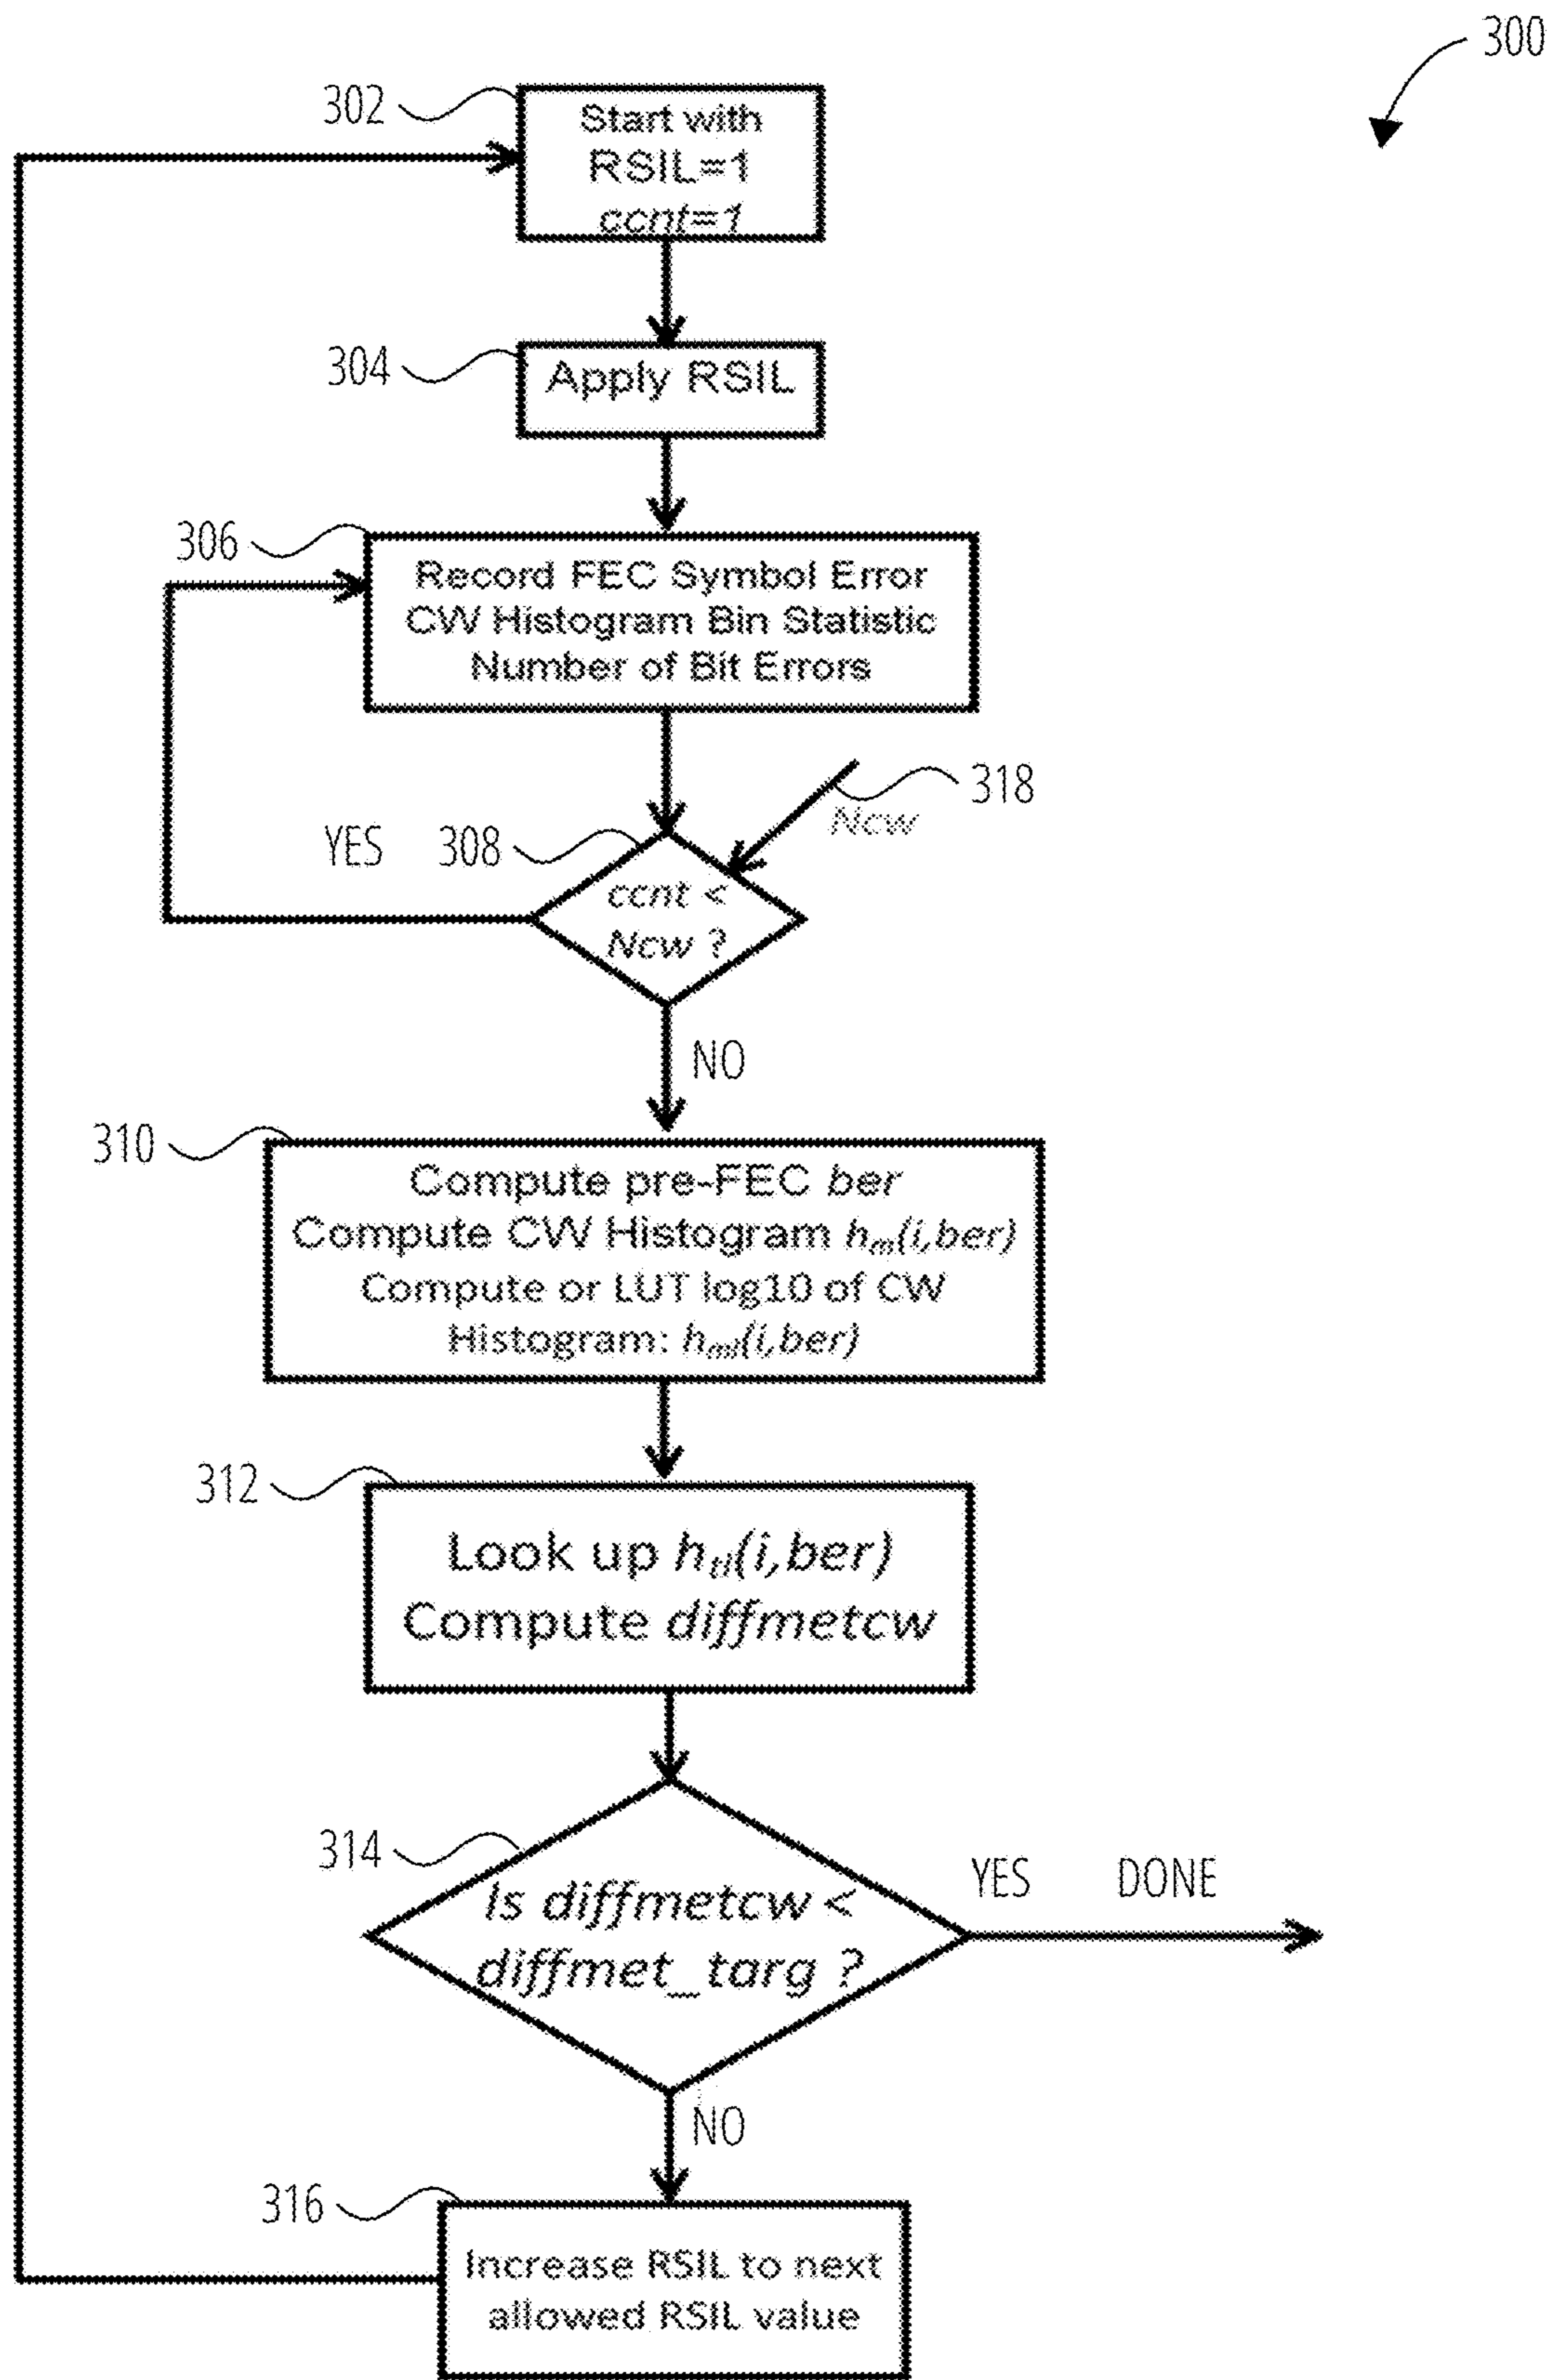 300
302
Start with
RSIL=1
ccnt=1
304
Apply RSIL
306
Record FEC Symbol Error
CW Histogram Bin Statistic
Number of Bit Errors
318
Ncw
YES
308
ccnt <
Ncw ?
NO
310
Compute pre-FEC ber
Compute CW Histogram hm(i,ber)
Compute or LUT log10 of CW
Histogram: hml(i,ber)
312
Look up htl(i,ber)
Compute diffmetcw
314
Is diffmetcw <
diffmet_targ ?
YES
DONE
NO
316
Increase RSIL to next
allowed RSIL value